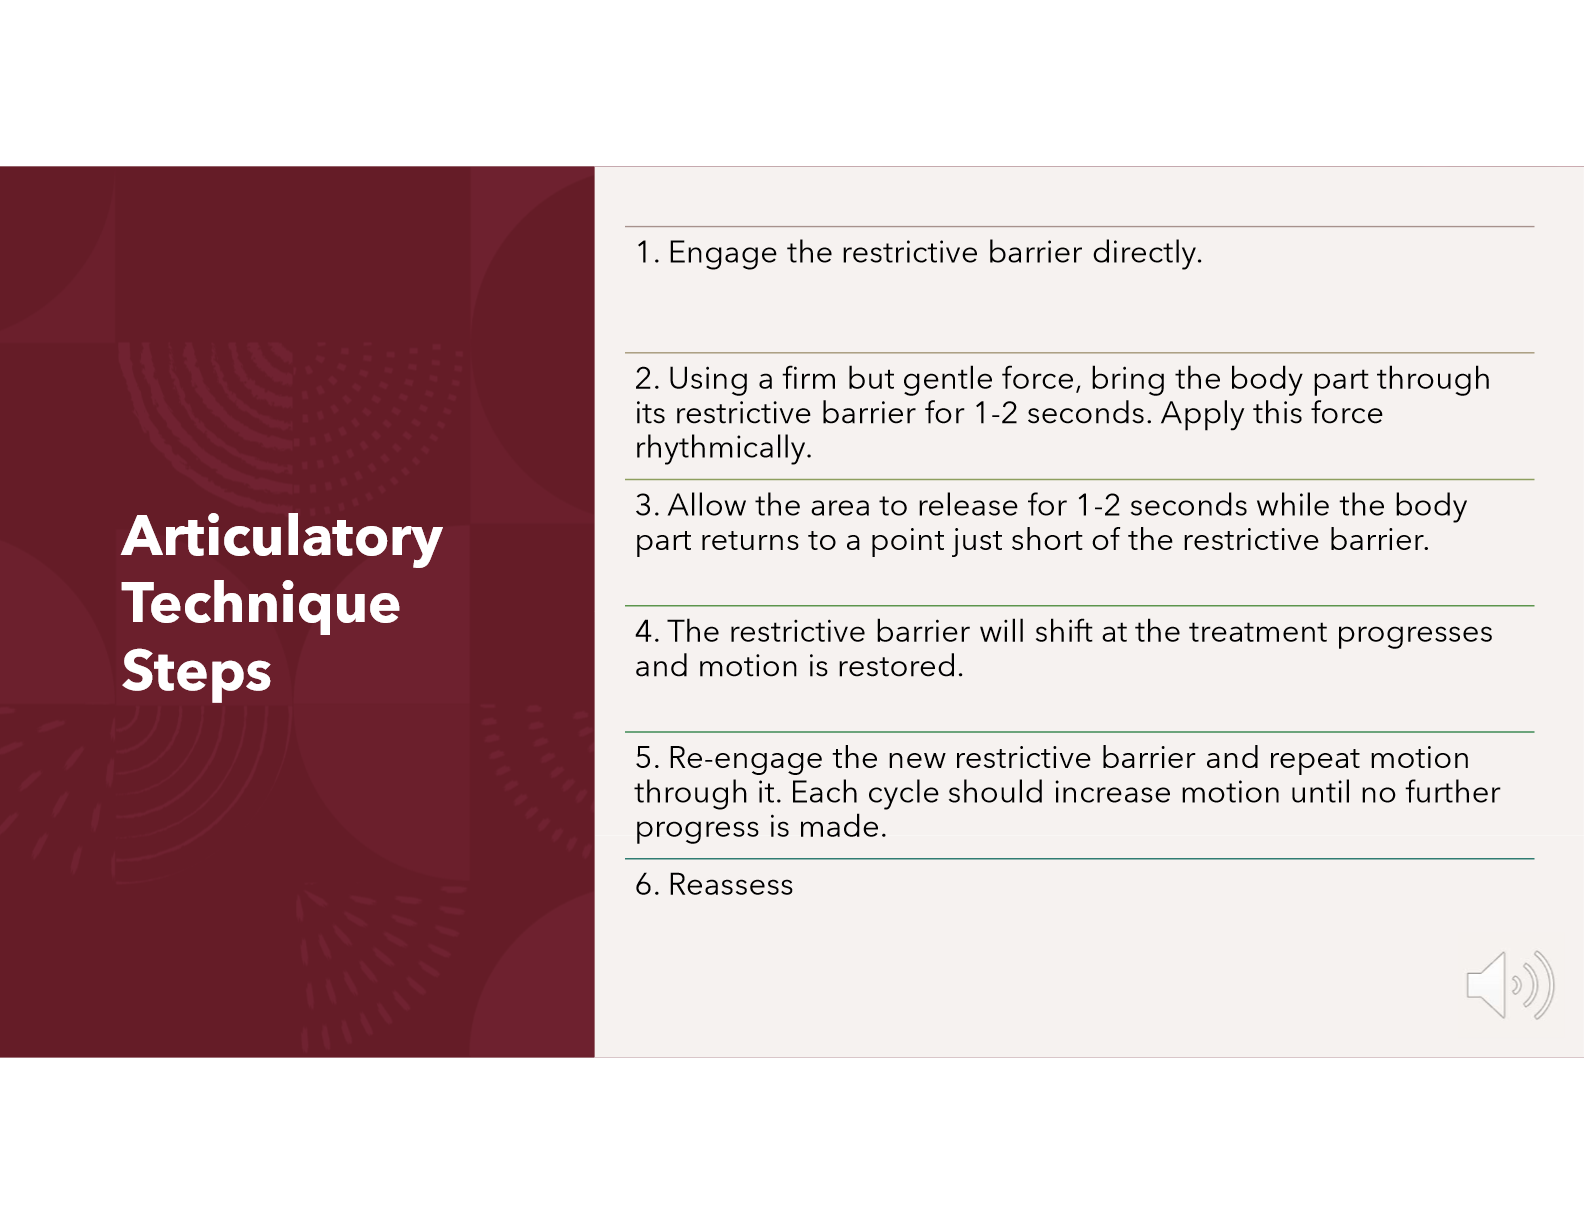 Articulatory
Technique
Steps
1. Engage the restrictive barrier directly.
2. Using a firm but gentle force, bring the body part through
its restrictive barrier for 1-2 seconds. Apply this force
rhythmically.
3. Allow the area to release for 1-2 seconds while the body
part returns to a point just short of the restrictive barrier.
4. The restrictive barrier will shift at the treatment progresses
and motion is restored.
5. Re-engage the new restrictive barrier and repeat motion
through it. Each cycle should increase motion until no further
progress is made.
6. Reassess